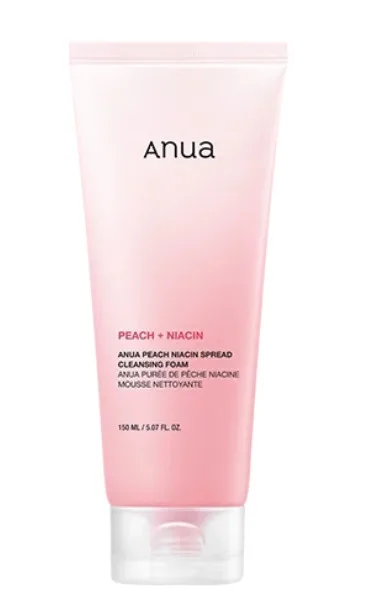 Anua
PEACH + NIACIN
ANUA PEACH NIACIN SPREAD
CLEANSING FOAM
ANUA PURÉE DE PÊCHE NIACINE
MOUSSE NETTOYANTE
150 ML / 5.07 FL. OZ.